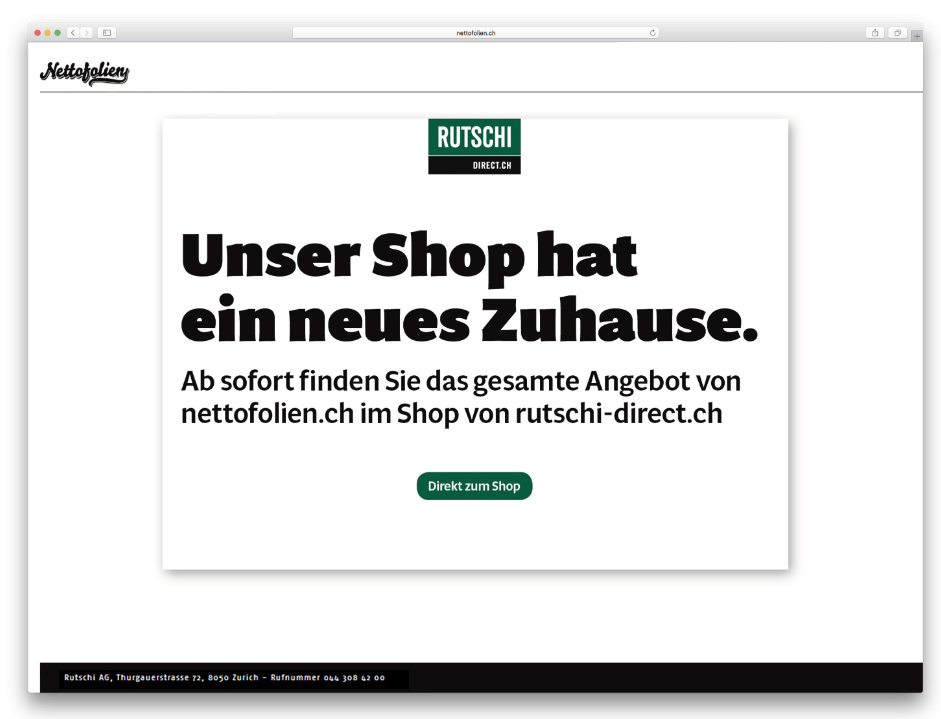 nettofolien.ch
Nettofolien
RUTSCHI
DIRECT.CH
Unser Shop hat
ein neues Zuhause.
Ab sofort finden Sie das gesamte Angebot von
nettofolien.ch im Shop von rutschi-direct.ch
Direkt zum Shop
Rutschi AG, Thurgauerstrasse 72, 8050 Zurich – Rufnummer 044 308 42 00